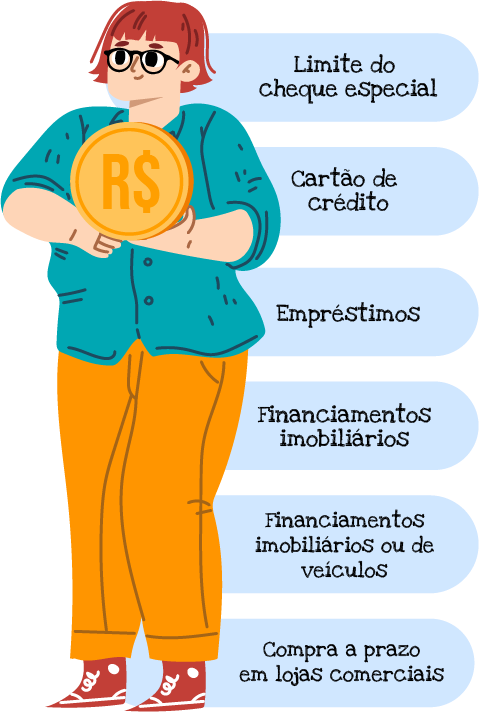 Limite do
cheque especial
R$
Cartão de
crédito
Empréstimos
Financiamentos
imobiliários
Financiamentos
imobiliários ou de
veículos
Compra a prazo
em lojas comerciais